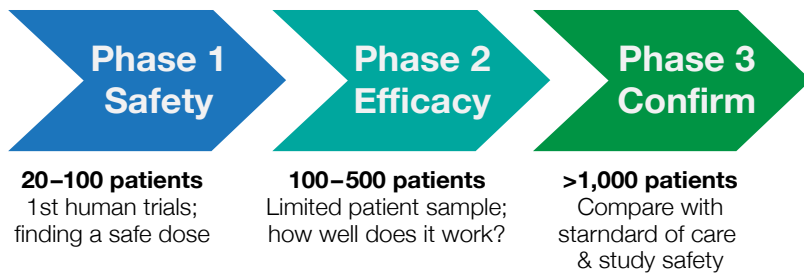 Phase 1
Safety
Phase 2
Efficacy
Phase 3
Confirm
20–100 patients
1st human trials;
finding a safe dose
100–500 patients
Limited patient sample;
how well does it work?
>1,000 patients
Compare with
starndard of care
& study safety